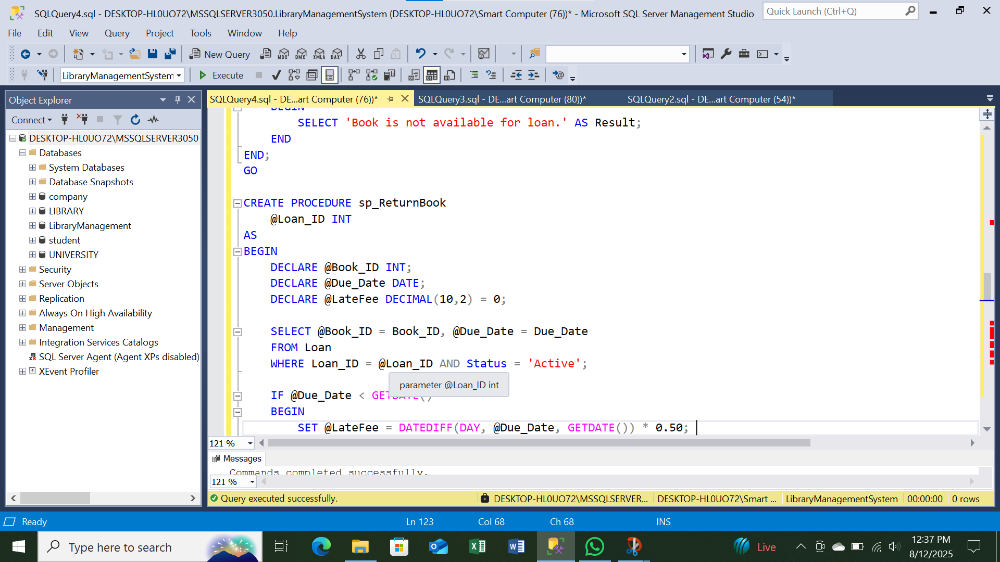 SQLQuery4.sql - DESKTOP-HL0UO72\MSSQLSERVER3050.LibraryManagementSystem (DESKTOP-HL0UO72\Smart Computer (76))* - Microsoft SQL Server Management Studio
Quick Launch (Ctrl+Q)
File Edit View Query Project Tools Window Help
New Query MDX DMX XMLA DAX
LibraryManagementSystem Execute
Object Explorer
SQLQuery4.sql - DE...art Computer (76))* SQLQuery3.sql - DE...art Computer (80))* SQLQuery2.sql - DE...art Computer (54))*
Connect
DESKTOP-HL0UO72\MSSQLSERVER3050
Databases
System Databases
Database Snapshots
company
LIBRARY
LibraryManagement
student
UNIVERSITY
Security
Server Objects
Replication
Always On High Availability
Management
Integration Services Catalogs
SQL Server Agent (Agent XPs disabled)
XEvent Profiler
BEGIN
SELECT 'Book is not available for loan.' AS Result;
END
END;
GO
CREATE PROCEDURE sp_ReturnBook
@Loan_ID INT
AS
BEGIN
DECLARE @Book_ID INT;
DECLARE @Due_Date DATE;
DECLARE @LateFee DECIMAL(10,2) = 0;
SELECT @Book_ID = Book_ID, @Due_Date = Due_Date
FROM Loan
WHERE Loan_ID = @Loan_ID AND Status = 'Active';
parameter @Loan_ID int
IF @Due_Date < GETDATE()
BEGIN
SET @LateFee = DATEDIFF(DAY, @Due_Date, GETDATE()) * 0.50;
121 %
Messages
Commands completed successfully.
121 %
Query executed successfully. DESKTOP-HL0UO72\MSSQLSERVER... DESKTOP-HL0UO72\Smart ... LibraryManagementSystem 00:00:00 0 rows
Ready Ln 123 Col 68 Ch 68 INS
Type here to search
Live
12:37 PM
8/12/2025